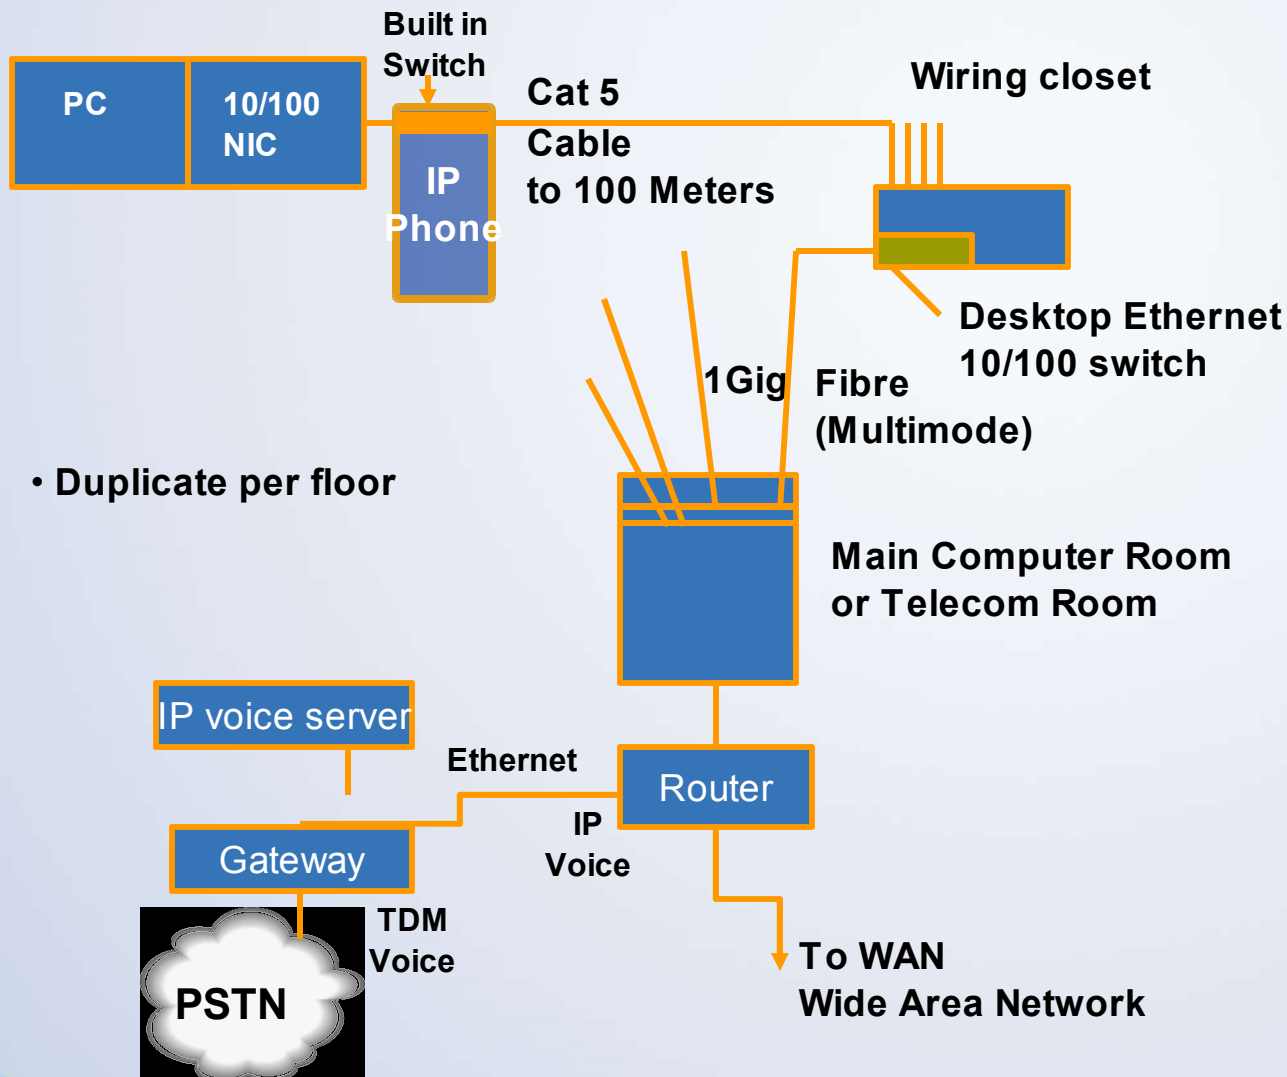 Built in
Switch
PC
10/100
NIC
IP
Phone
Cat 5
Cable
to 100 Meters
Wiring closet
Desktop Ethernet
10/100 switch
1Gig
Fibre
(Multimode)
• Duplicate per floor
Main Computer Room
or Telecom Room
IP voice server
Ethernet
Router
IP
Voice
Gateway
TDM
Voice
PSTN
To WAN
Wide Area Network